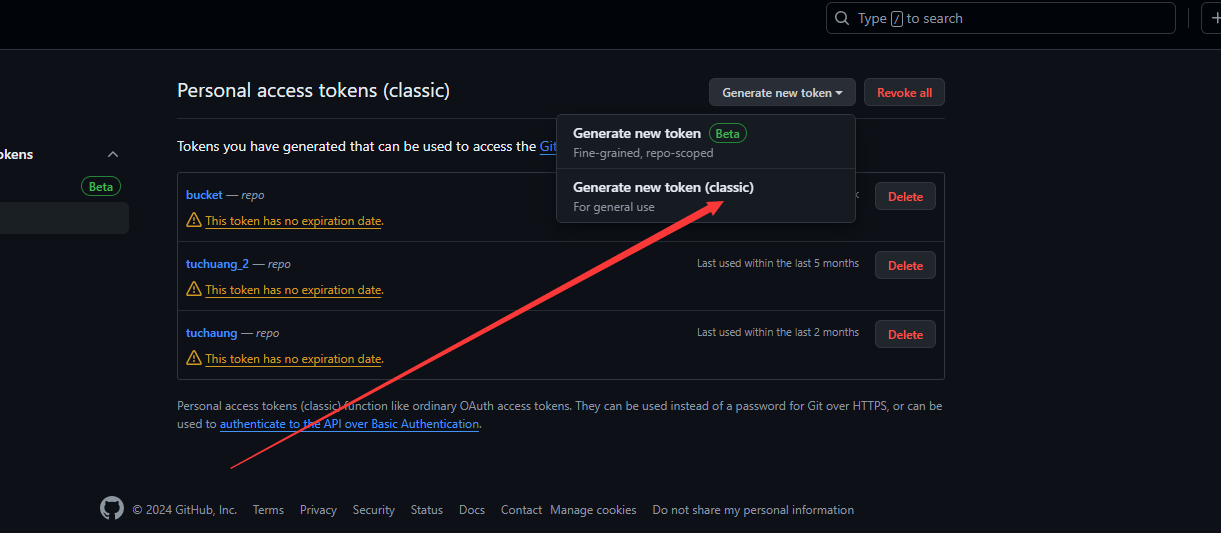 Type / to search
Personal access tokens (classic)
Generate new token
Revoke all
Generate new token Beta
Fine-grained, repo-scoped
Generate new token (classic)
For general use
okens
Beta
Tokens you have generated that can be used to access the Git
bucket — repo
Delete
This token has no expiration date.
tuchuang_2 — repo
Last used within the last 5 months
Delete
This token has no expiration date.
tuchaung — repo
Last used within the last 2 months
Delete
This token has no expiration date.
Personal access tokens (classic) function like ordinary OAuth access tokens. They can be used instead of a password for Git over HTTPS, or can be
used to authenticate to the API over Basic Authentication.
© 2024 GitHub, Inc. Terms Privacy Security Status Docs Contact Manage cookies Do not share my personal information